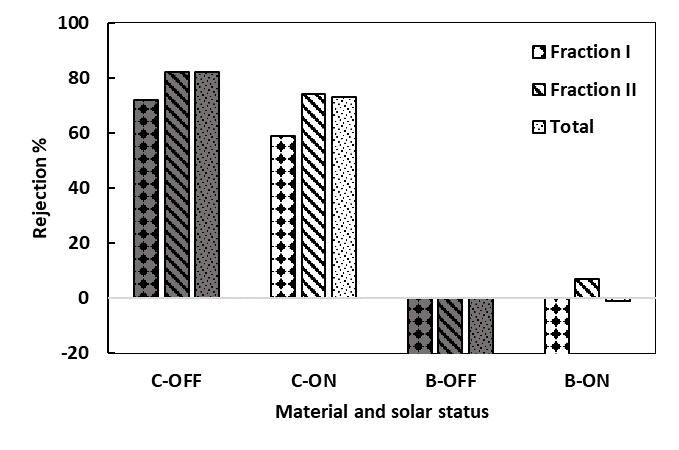 100
80
60
40
20
0
-20
Rejection %
Fraction I
Fraction II
Total
C-OFF C-ON B-OFF B-ON
Material and solar status